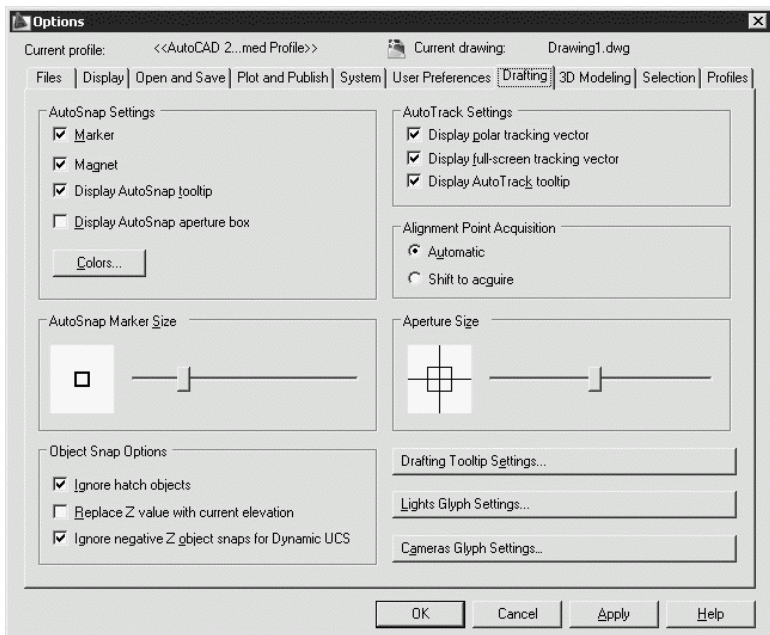 Options
Current profile: <<AutoCAD 2...med Profile>> Current drawing: Drawing1.dwg
Files Display Open and Save Plot and Publish System User Preferences Drafting 3D Modeling Selection Profiles
AutoSnap Settings
Marker
Magnet
Display AutoSnap tooltip
Display AutoSnap aperture box
Colors...
AutoTrack Settings
Display polar tracking vector
Display full-screen tracking vector
Display AutoTrack tooltip
Alignment Point Acquisition
Automatic
Shift to acquire
AutoSnap Marker Size
Aperture Size
Object Snap Options
Ignore hatch objects
Replace Z value with current elevation
Ignore negative Z object snaps for Dynamic UCS
Drafting Tooltip Settings...
Lights Glyph Settings...
Cameras Glyph Settings...
OK Cancel Apply Help